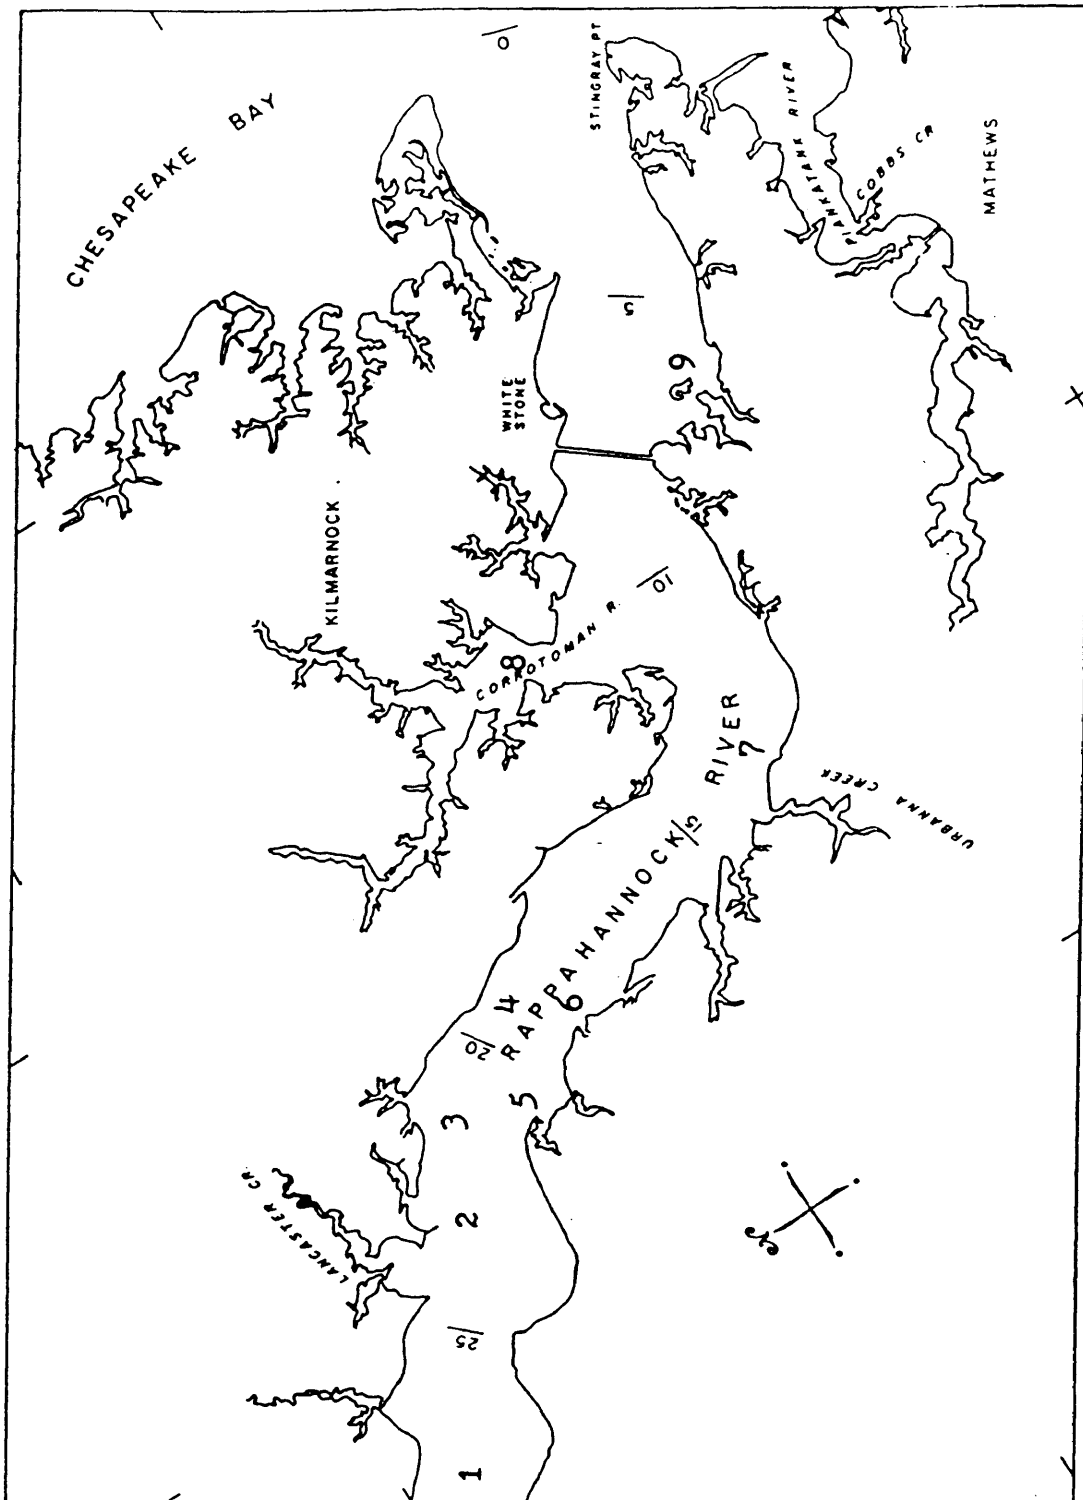 CHESAPEAKE BAY
0
STINGRAY PT
PIANKATANK RIVER
COBBS CR
MATHEWS
5
9
WHITE
STONE
KILMARNOCK
10
CORROTOMAN R.
8
RAPPAHANNOCK RIVER
7
15
URBANNA CREEK
4
6
20
3
5
2
LANCASTER CR
25
1
N